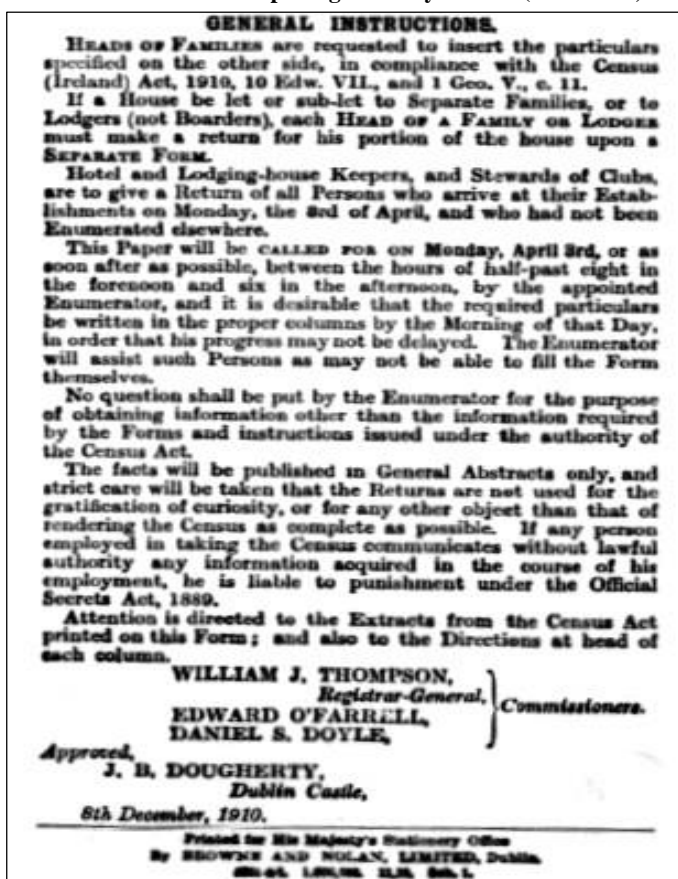 GENERAL INSTRUCTIONS.
HEADS OF FAMILIES are requested to insert the particulars
specified on the other side, in compliance with the Census
(Ireland) Act, 1910, 10 Edw. VII., and 1 Geo. V., c. 11.
If a House be let or sub-let to Separate Families, or to
Lodgers (not Boarders), each HEAD OF A FAMILY OR LODGER
must make a return for his portion of the house upon a
SEPARATE FORM.
Hotel and Lodging-house Keepers, and Stewards of Clubs,
are to give a Return of all Persons who arrive at their Estab-
lishments on Monday, the 3rd of April, and who had not been
Enumerated elsewhere.
This Paper will be CALLED FOR ON Monday, April 3rd, or as
soon after as possible, between the hours of half-past eight in
the forenoon and six in the afternoon, by the appointed
Enumerator, and it is desirable that the required particulars
be written in the proper columns by the Morning of that Day,
in order that his progress may not be delayed. The Enumerator
will assist such Persons as may not be able to fill the Form
themselves.
No question shall be put by the Enumerator for the purpose
of obtaining information other than the information required
by the Forms and instructions issued under the authority of
the Census Act.
The facts will be published in General Abstracts only, and
strict care will be taken that the Returns are not used for the
gratification of curiosity, or for any other object than that of
rendering the Census as complete as possible. If any person
employed in taking the Census communicates without lawful
authority any information acquired in the course of his
employment, he is liable to punishment under the Official
Secrets Act, 1889.
Attention is directed to the Extracts from the Census Act
printed on this Form; and also to the Directions at head of
each column.
WILLIAM J. THOMPSON,
Registrar-General,
EDWARD O'FARRELL,
DANIEL S. DOYLE,
Commissioners.
Approved,
J. B. DOUGHERTY,
Dublin Castle,
8th December, 1910.
Printed for His Majesty's Stationery Office
By BROWNE AND NOLAN, LIMITED, Dublin.